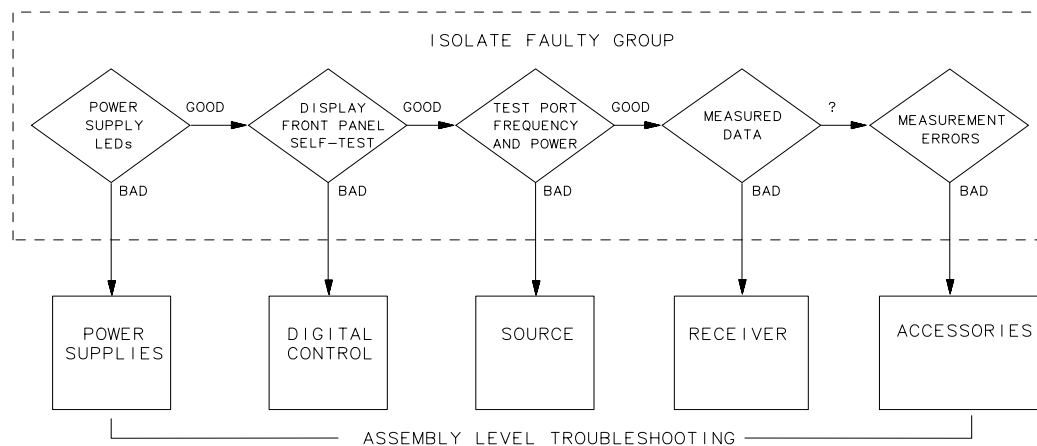 ISOLATE FAULTY GROUP
POWER
SUPPLY
LEDs
GOOD
DISPLAY
FRONT PANEL
SELF-TEST
GOOD
TEST PORT
FREQUENCY
AND POWER
GOOD
MEASURED
DATA
?
MEASUREMENT
ERRORS
BAD
BAD
BAD
BAD
BAD
POWER
SUPPLIES
DIGITAL
CONTROL
SOURCE
RECEIVER
ACCESSORIES
ASSEMBLY LEVEL TROUBLESHOOTING